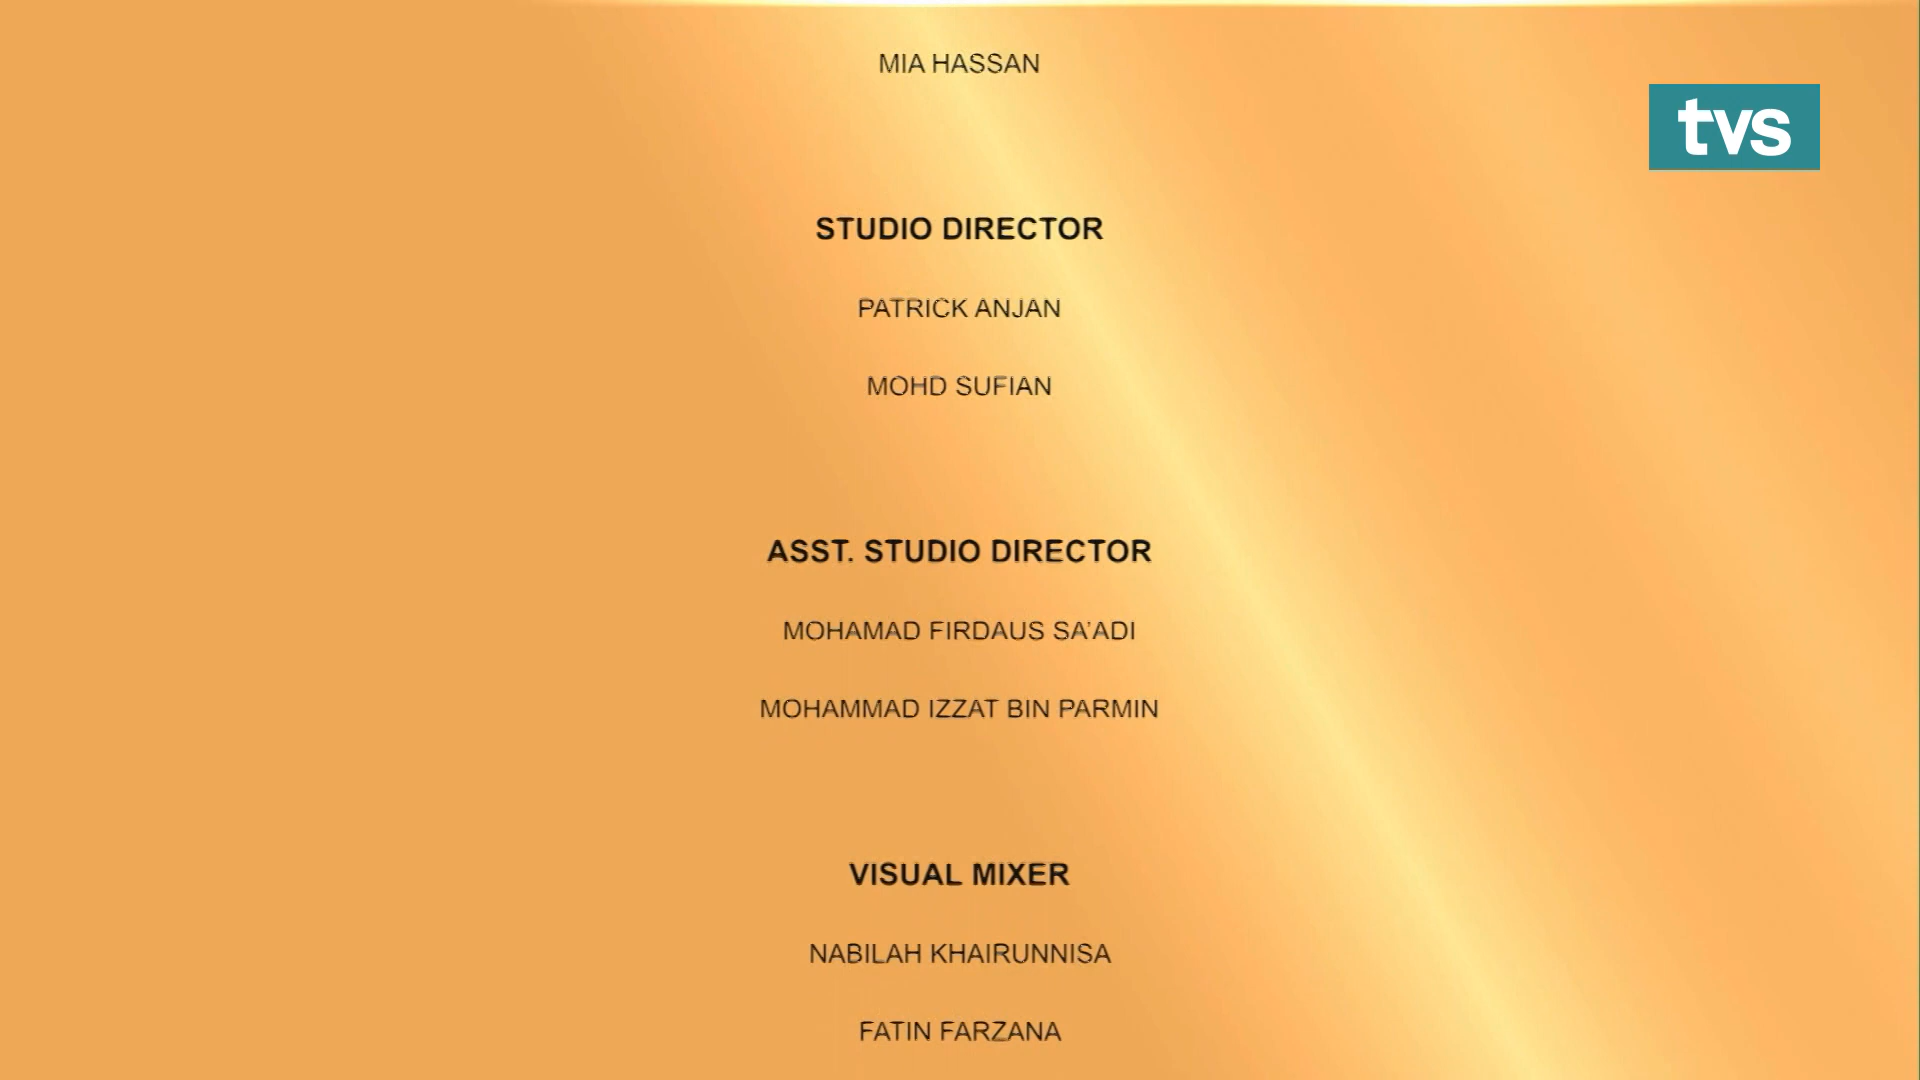 MIA HASSAN
tvs
STUDIO DIRECTOR
PATRICK ANJAN
MOHD SUFIAN
ASST. STUDIO DIRECTOR
MOHAMAD FIRDAUS SA'ADI
MOHAMMAD IZZAT BIN PARMIN
VISUAL MIXER
NABILAH KHAIRUNNISA
FATIN FARZANA